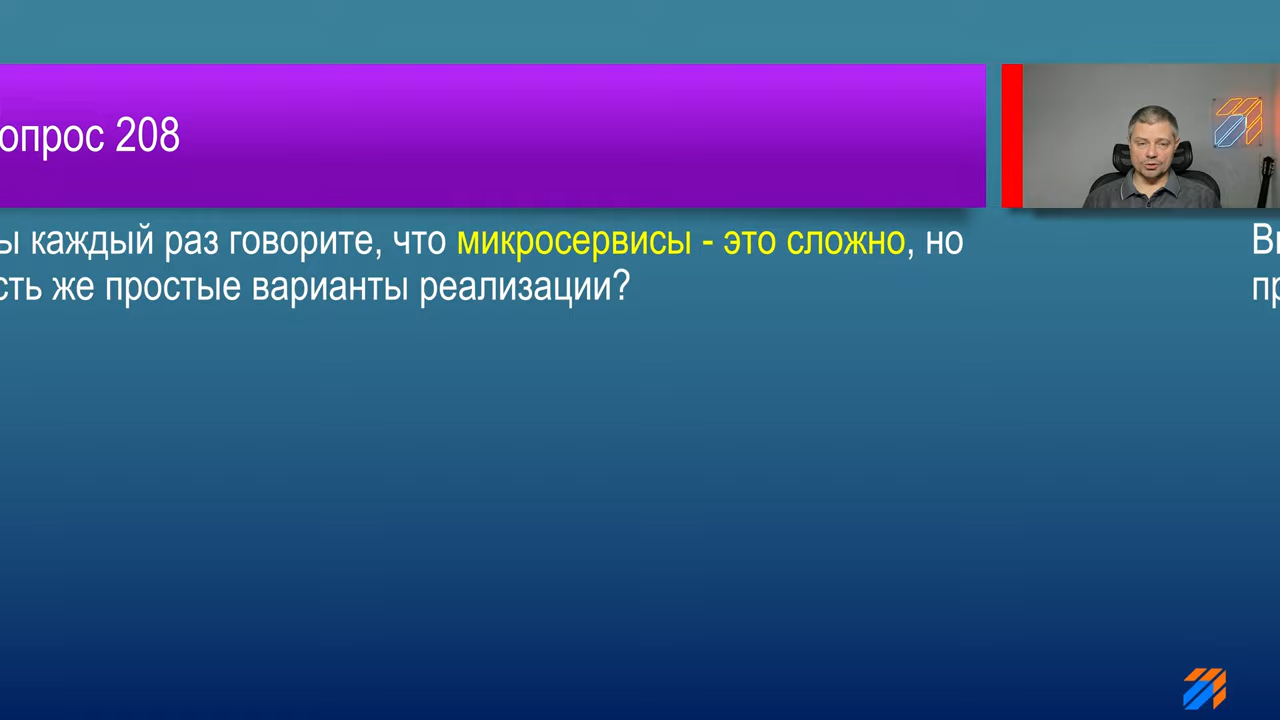 опрос 208
ы каждый раз говорите, что микросервисы - это сложно, но
сть же простые варианты реализации?